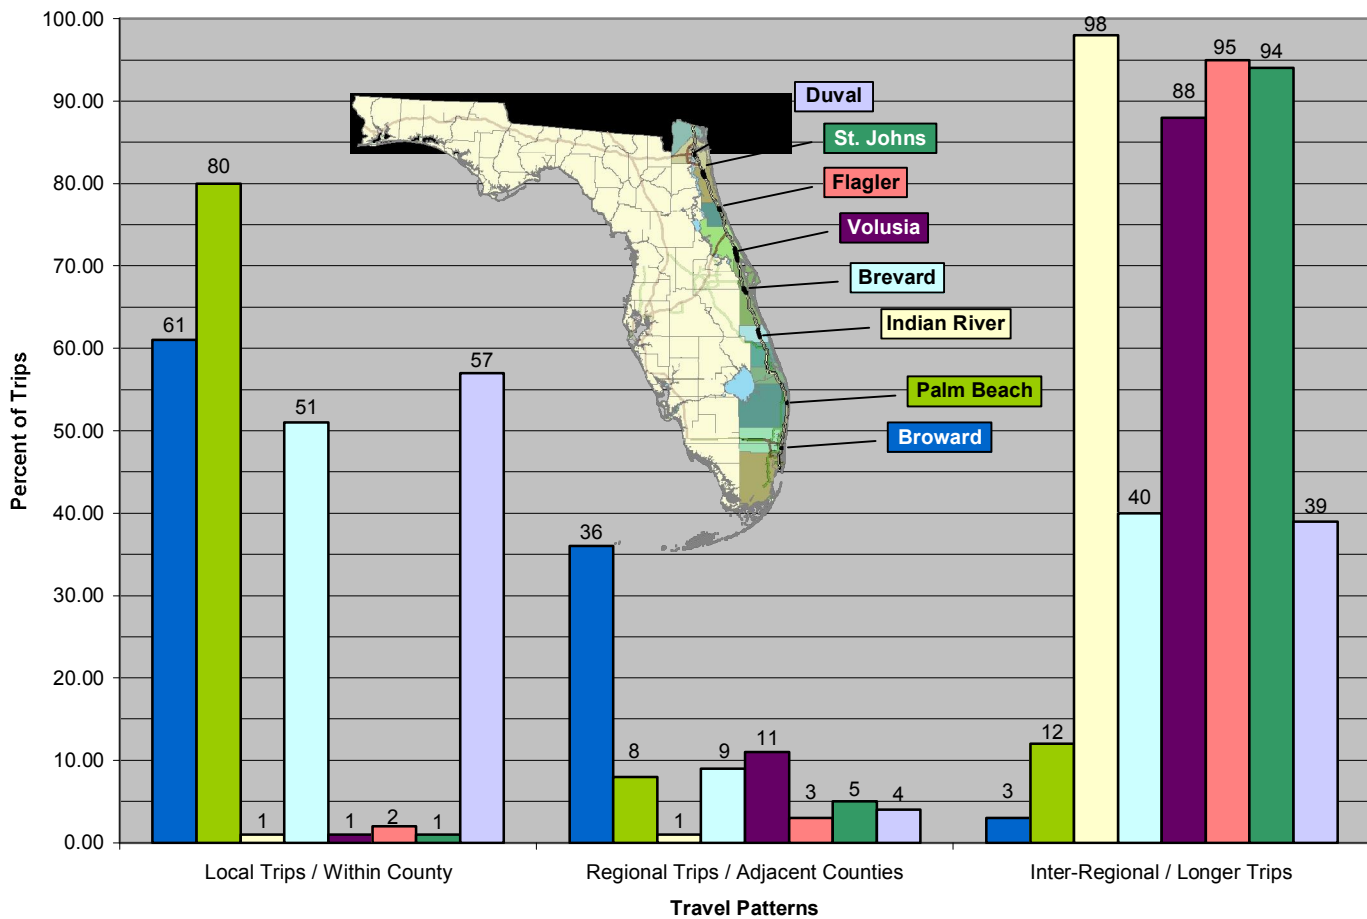 100.00
90.00
80.00
70.00
60.00
50.00
40.00
30.00
20.00
10.00
0.00
Percent of Trips
61
80
1
51
1
2
1
57
36
8
1
9
11
3
5
4
3
12
98
40
88
95
94
39
Duval
St. Johns
Flagler
Volusia
Brevard
Indian River
Palm Beach
Broward
Local Trips / Within County
Regional Trips / Adjacent Counties
Inter-Regional / Longer Trips
Travel Patterns